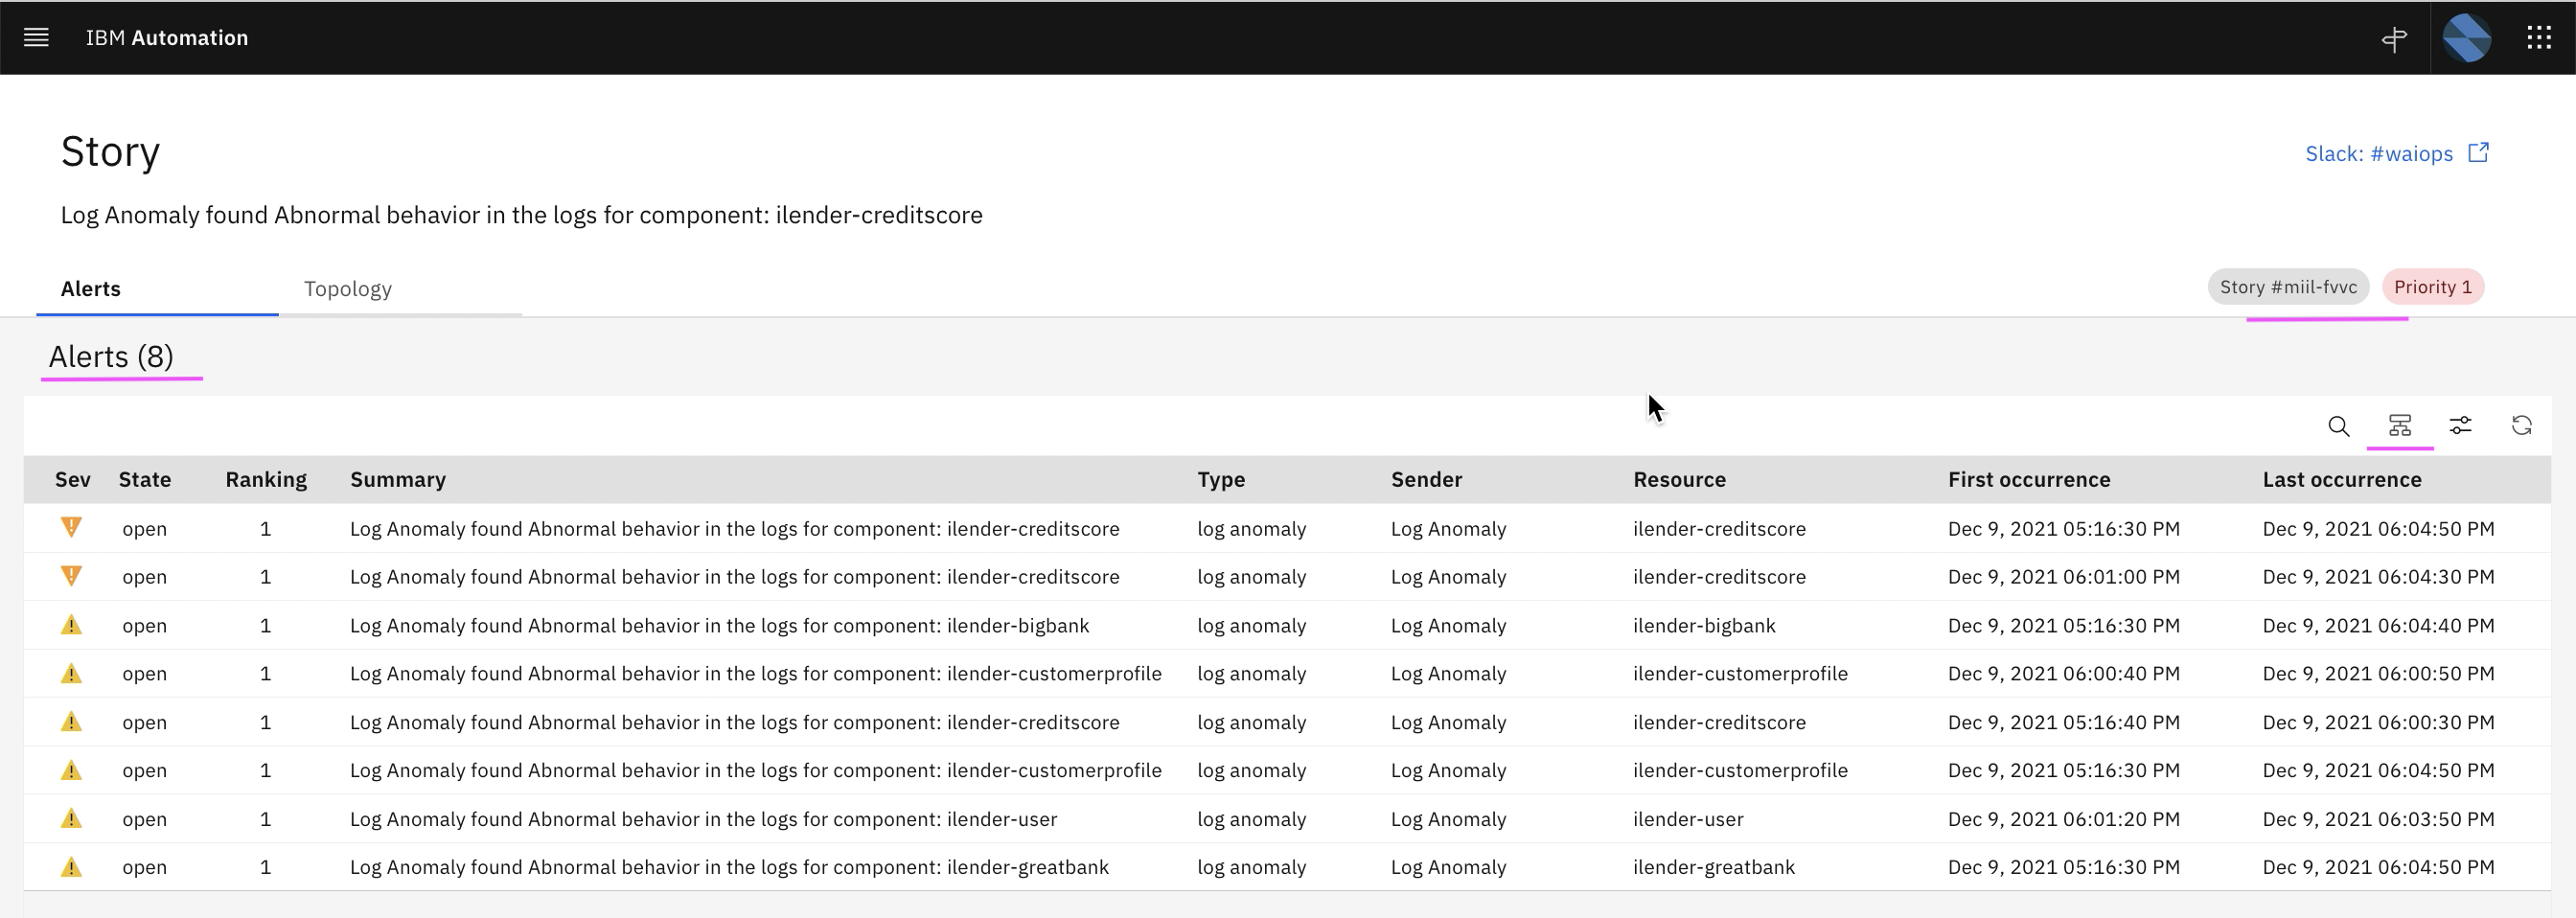 IBM Automation
Story
Slack: #waiops
Log Anomaly found Abnormal behavior in the logs for component: ilender-creditscore
Alerts Topology Story #miil-fvvc Priority 1
Alerts (8)
Sev State Ranking Summary Type Sender Resource First occurrence Last occurrence
open 1 Log Anomaly found Abnormal behavior in the logs for component: ilender-creditscore log anomaly Log Anomaly ilender-creditscore Dec 9, 2021 05:16:30 PM Dec 9, 2021 06:04:50 PM
open 1 Log Anomaly found Abnormal behavior in the logs for component: ilender-creditscore log anomaly Log Anomaly ilender-creditscore Dec 9, 2021 06:01:00 PM Dec 9, 2021 06:04:30 PM
open 1 Log Anomaly found Abnormal behavior in the logs for component: ilender-bigbank log anomaly Log Anomaly ilender-bigbank Dec 9, 2021 05:16:30 PM Dec 9, 2021 06:04:40 PM
open 1 Log Anomaly found Abnormal behavior in the logs for component: ilender-customerprofile log anomaly Log Anomaly ilender-customerprofile Dec 9, 2021 06:00:40 PM Dec 9, 2021 06:00:50 PM
open 1 Log Anomaly found Abnormal behavior in the logs for component: ilender-creditscore log anomaly Log Anomaly ilender-creditscore Dec 9, 2021 05:16:40 PM Dec 9, 2021 06:00:30 PM
open 1 Log Anomaly found Abnormal behavior in the logs for component: ilender-customerprofile log anomaly Log Anomaly ilender-customerprofile Dec 9, 2021 05:16:30 PM Dec 9, 2021 06:04:50 PM
open 1 Log Anomaly found Abnormal behavior in the logs for component: ilender-user log anomaly Log Anomaly ilender-user Dec 9, 2021 06:01:20 PM Dec 9, 2021 06:03:50 PM
open 1 Log Anomaly found Abnormal behavior in the logs for component: ilender-greatbank log anomaly Log Anomaly ilender-greatbank Dec 9, 2021 05:16:30 PM Dec 9, 2021 06:04:50 PM